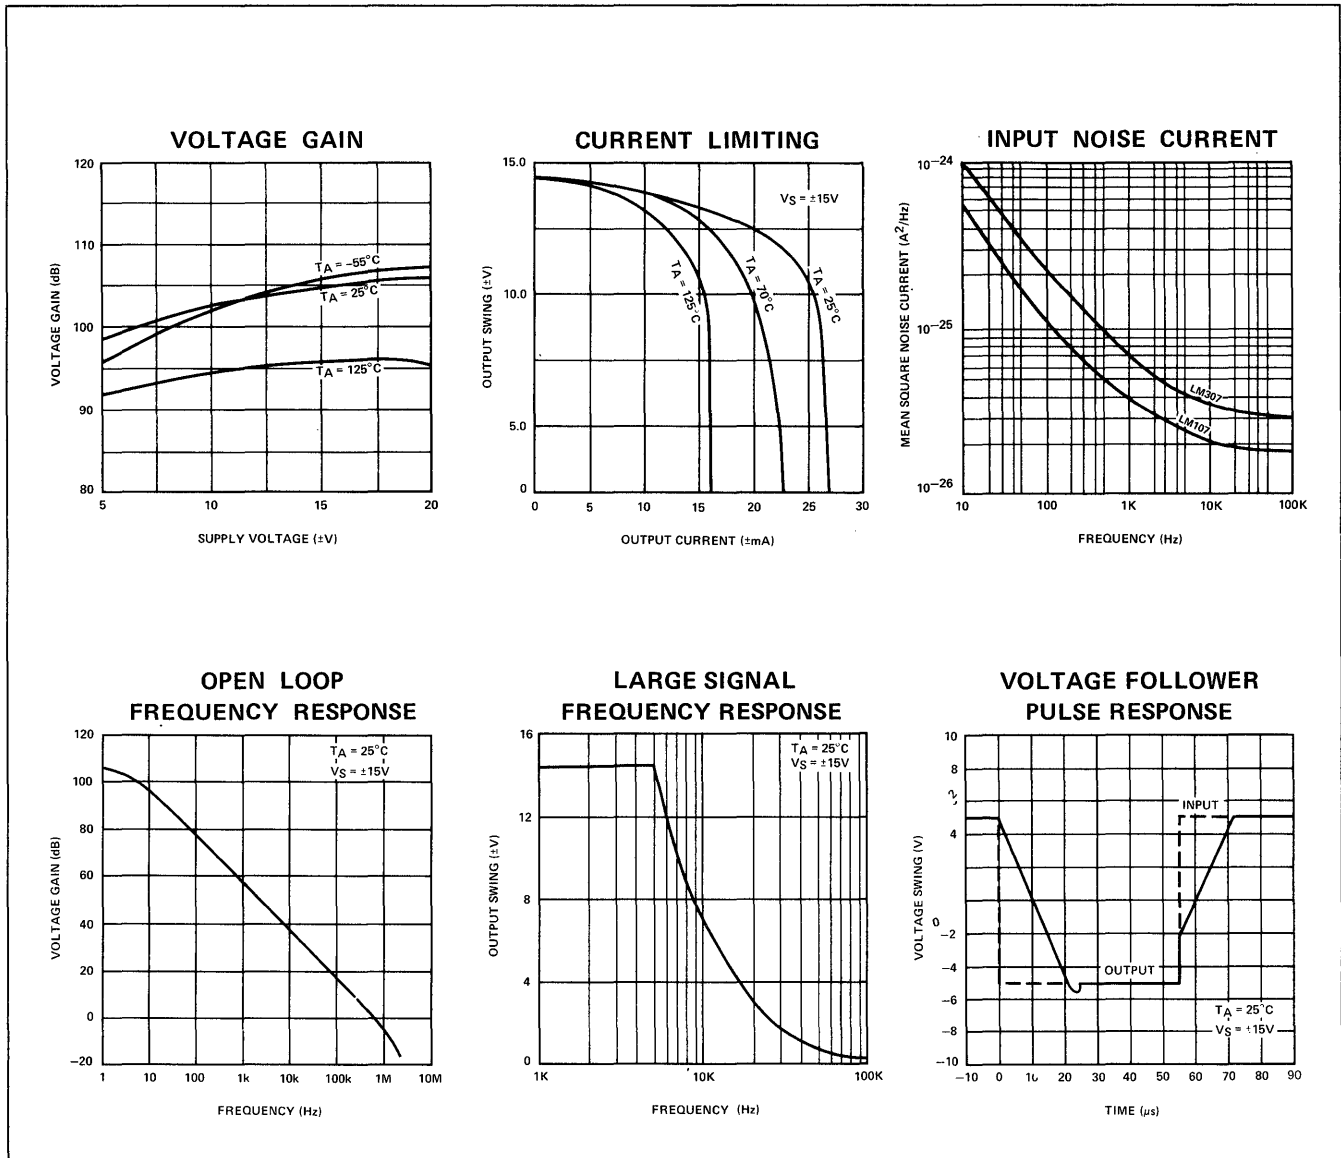 VOLTAGE GAIN
120
110
100
90
80
VOLTAGE GAIN (dB)
TA = -55°C
TA = 25°C
TA = 125°C
5 10 15 20
SUPPLY VOLTAGE (±V)
CURRENT LIMITING
15.0
10.0
5.0
0
OUTPUT SWING (±V)
VS = ±15V
TA = 125°C
TA = 70°C
TA = 25°C
0 5 10 15 20 25 30
OUTPUT CURRENT (±mA)
INPUT NOISE CURRENT
10⁻²⁴
10⁻²⁵
10⁻²⁶
MEAN SQUARE NOISE CURRENT (A²/Hz)
LM307
LM107
10 100 1K 10K 100K
FREQUENCY (Hz)
OPEN LOOP
FREQUENCY RESPONSE
120
100
80
60
40
20
0
-20
VOLTAGE GAIN (dB)
TA = 25°C
VS = ±15V
1 10 100 1k 10k 100k 1M 10M
FREQUENCY (Hz)
LARGE SIGNAL
FREQUENCY RESPONSE
16
12
8
4
0
OUTPUT SWING (±V)
TA = 25°C
VS = ±15V
1K 10K 100K
FREQUENCY (Hz)
VOLTAGE FOLLOWER
PULSE RESPONSE
10
8
2
4
0
-2
-4
-6
-8
-10
VOLTAGE SWING (V)
INPUT
OUTPUT
TA = 25°C
VS = ±15V
-10 0 10 20 30 40 50 60 70 80 90
TIME (µs)